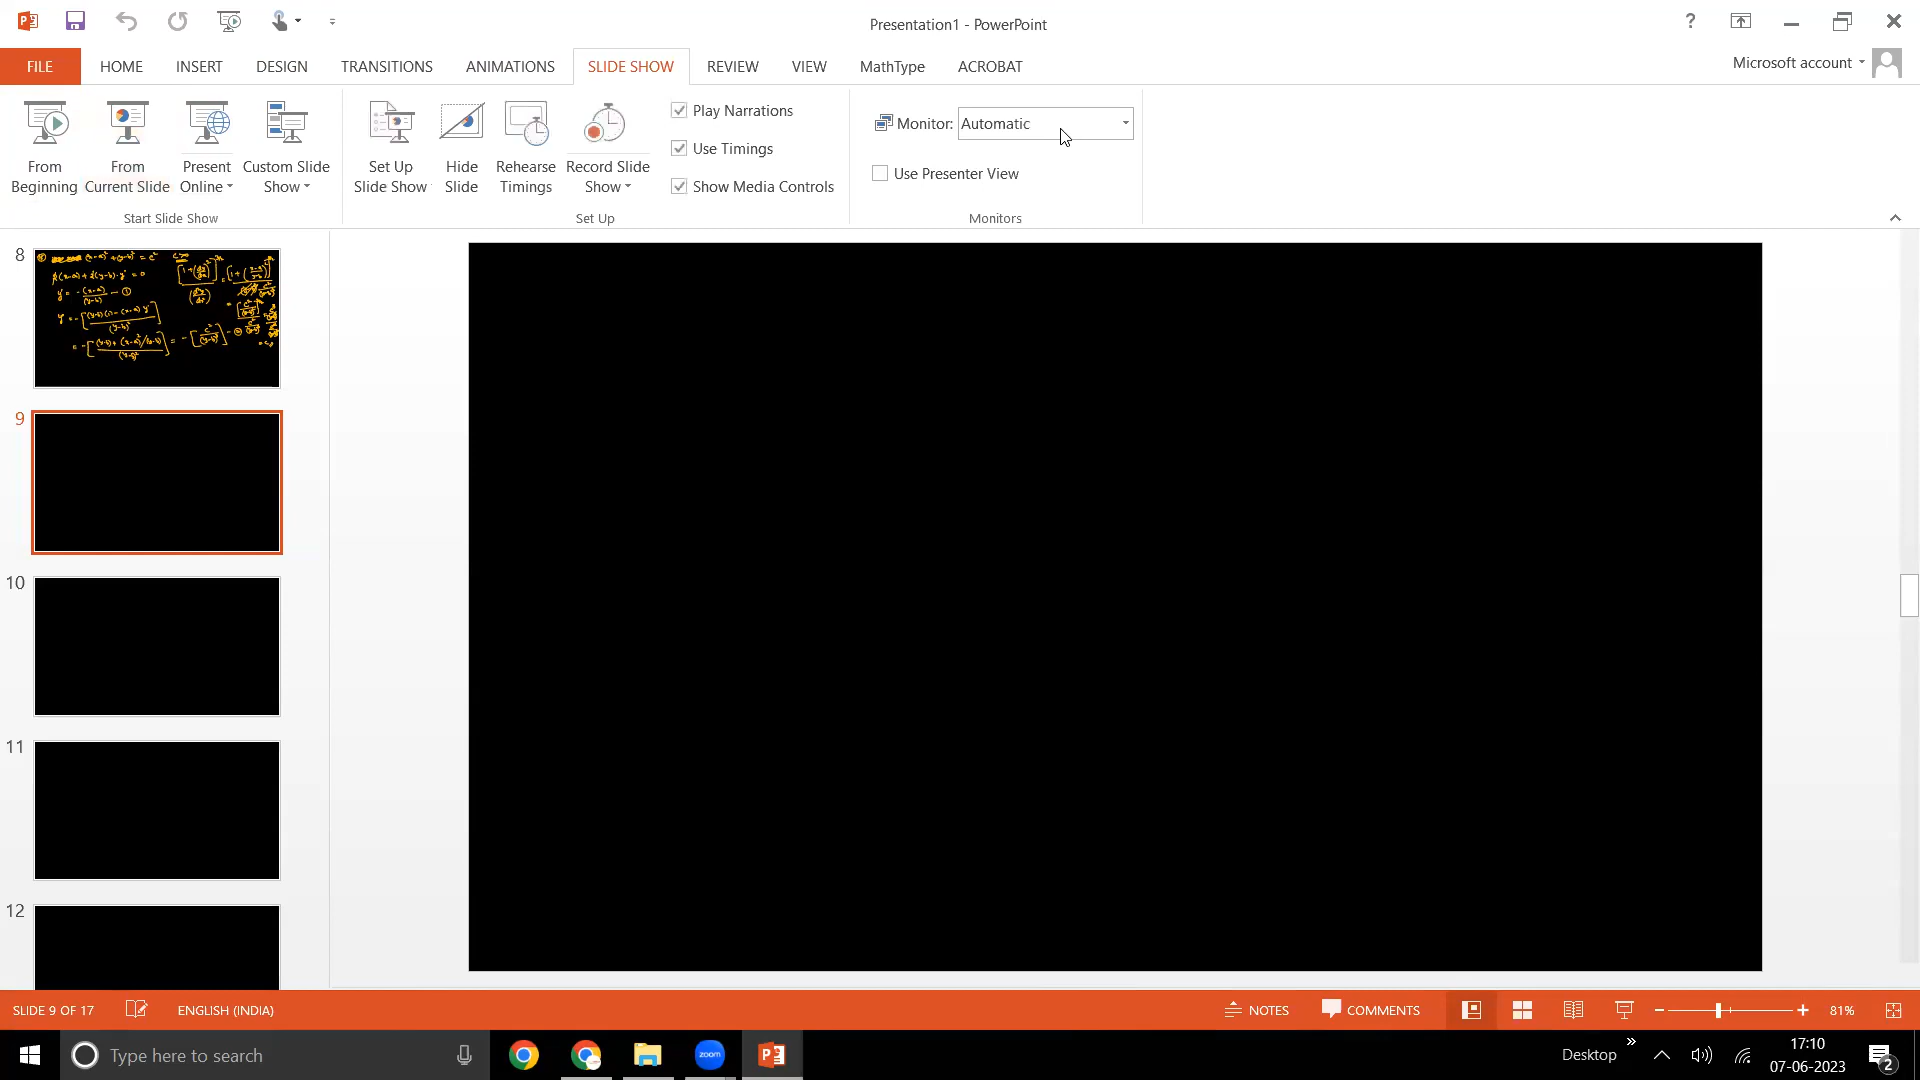 Presentation1 - PowerPoint
?
FILE
HOME
INSERT
DESIGN
TRANSITIONS
ANIMATIONS
SLIDE SHOW
REVIEW
VIEW
MathType
ACROBAT
Microsoft account
From Beginning
From Current Slide
Present Online
Custom Slide Show
Start Slide Show
Set Up Slide Show
Hide Slide
Rehearse Timings
Record Slide Show
Play Narrations
Use Timings
Show Media Controls
Set Up
Monitor: Automatic
Use Presenter View
Monitors
8
9
10
11
12
SLIDE 9 OF 17
ENGLISH (INDIA)
NOTES
COMMENTS
81%
Type here to search
zoom
Desktop
17:10
07-06-2023
2